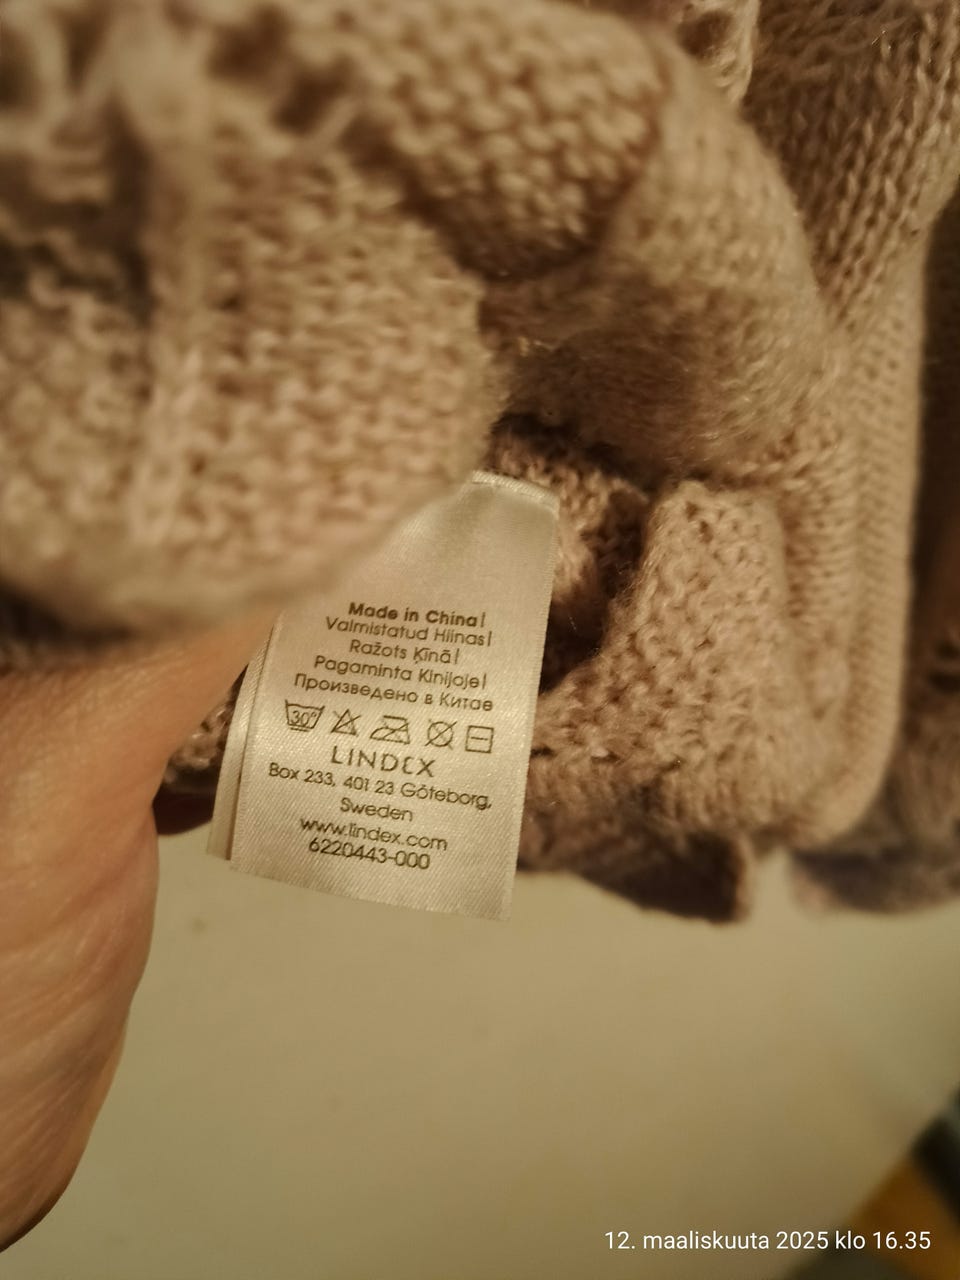 Made in China|
Valmistatud Hiinas|
Ražots Ķīnā|
Pagaminta Kinijoje|
Произведено в Китае
30°
LINDEX
Box 233, 401 23 Göteborg,
Sweden
www.lindex.com
6220443-000
12. maaliskuuta 2025 klo 16.35